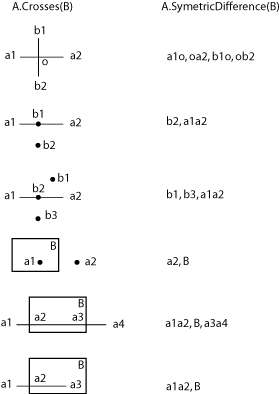 A.Crosses(B) A.SymetricDifference(B)
b1
a1 a2 a1o, oa2, b1o, ob2
o
b2
b1
a1 a2 b2, a1a2
b2
b1
b2
a1 a2 b1, b3, a1a2
b3
B
a1 a2 a2, B
B
a2 a3
a1 a4 a1a2, B, a3a4
B
a2
a1 a3 a1a2, B